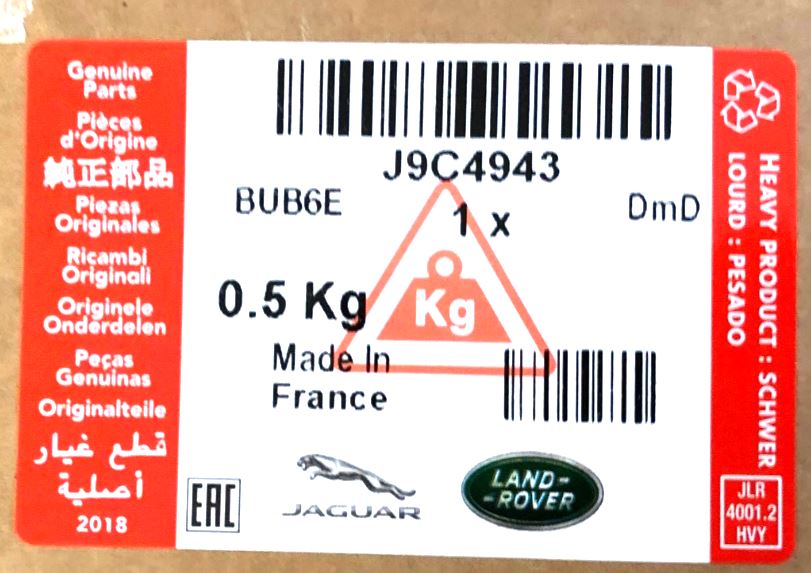 Genuine
Parts
Pièces
d'Origine
純正部品
Piezas
Originales
Ricambi
Originali
Originele
Onderdelen
Peças
Genuinas
Originalteile
قطع غيار
أصلية
2018
J9C4943
BUB6E
1 x
DmD
0.5 Kg
Kg
Made In
France
EAC
JAGUAR
LAND-
-ROVER
HEAVY PRODUCT : SCHWER
LOURD : PESADO
JLR
4001.2
HVY